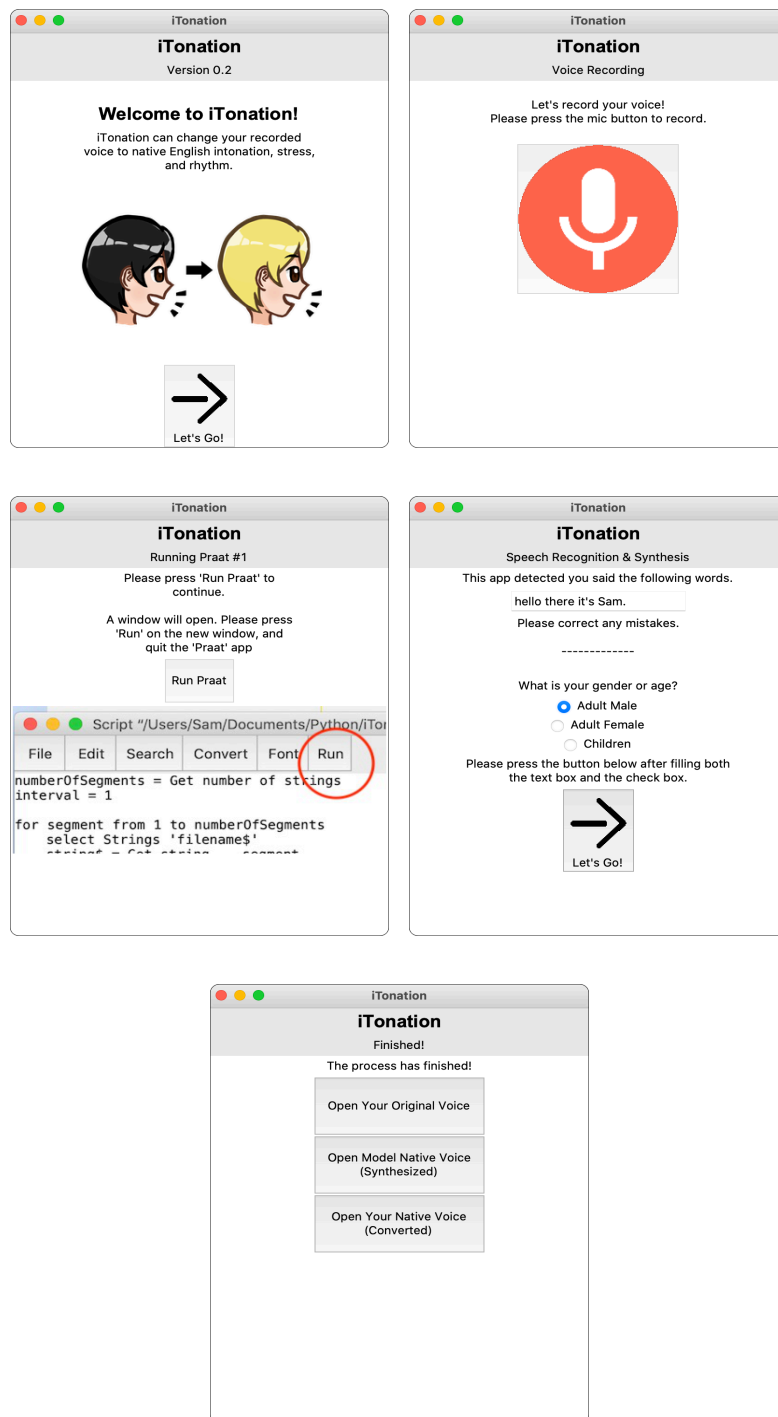 iTonation
iTonation
Version 0.2
Welcome to iTonation!
iTonation can change your recorded
voice to native English intonation, stress,
and rhythm.
Let's Go!
iTonation
iTonation
Voice Recording
Let's record your voice!
Please press the mic button to record.
iTonation
iTonation
Running Praat #1
Please press 'Run Praat' to
continue.
A window will open. Please press
'Run' on the new window, and
quit the 'Praat' app
Run Praat
Script "/Users/Sam/Documents/Python/iTon
File Edit Search Convert Font Run
numberOfSegments = Get number of strings
interval = 1
for segment from 1 to numberOfSegments
select Strings 'filename$'
string$ = Get string... segment
iTonation
iTonation
Speech Recognition & Synthesis
This app detected you said the following words.
hello there it's Sam.
Please correct any mistakes.
-------------
What is your gender or age?
Adult Male
Adult Female
Children
Please press the button below after filling both
the text box and the check box.
Let's Go!
iTonation
iTonation
Finished!
The process has finished!
Open Your Original Voice
Open Model Native Voice
(Synthesized)
Open Your Native Voice
(Converted)